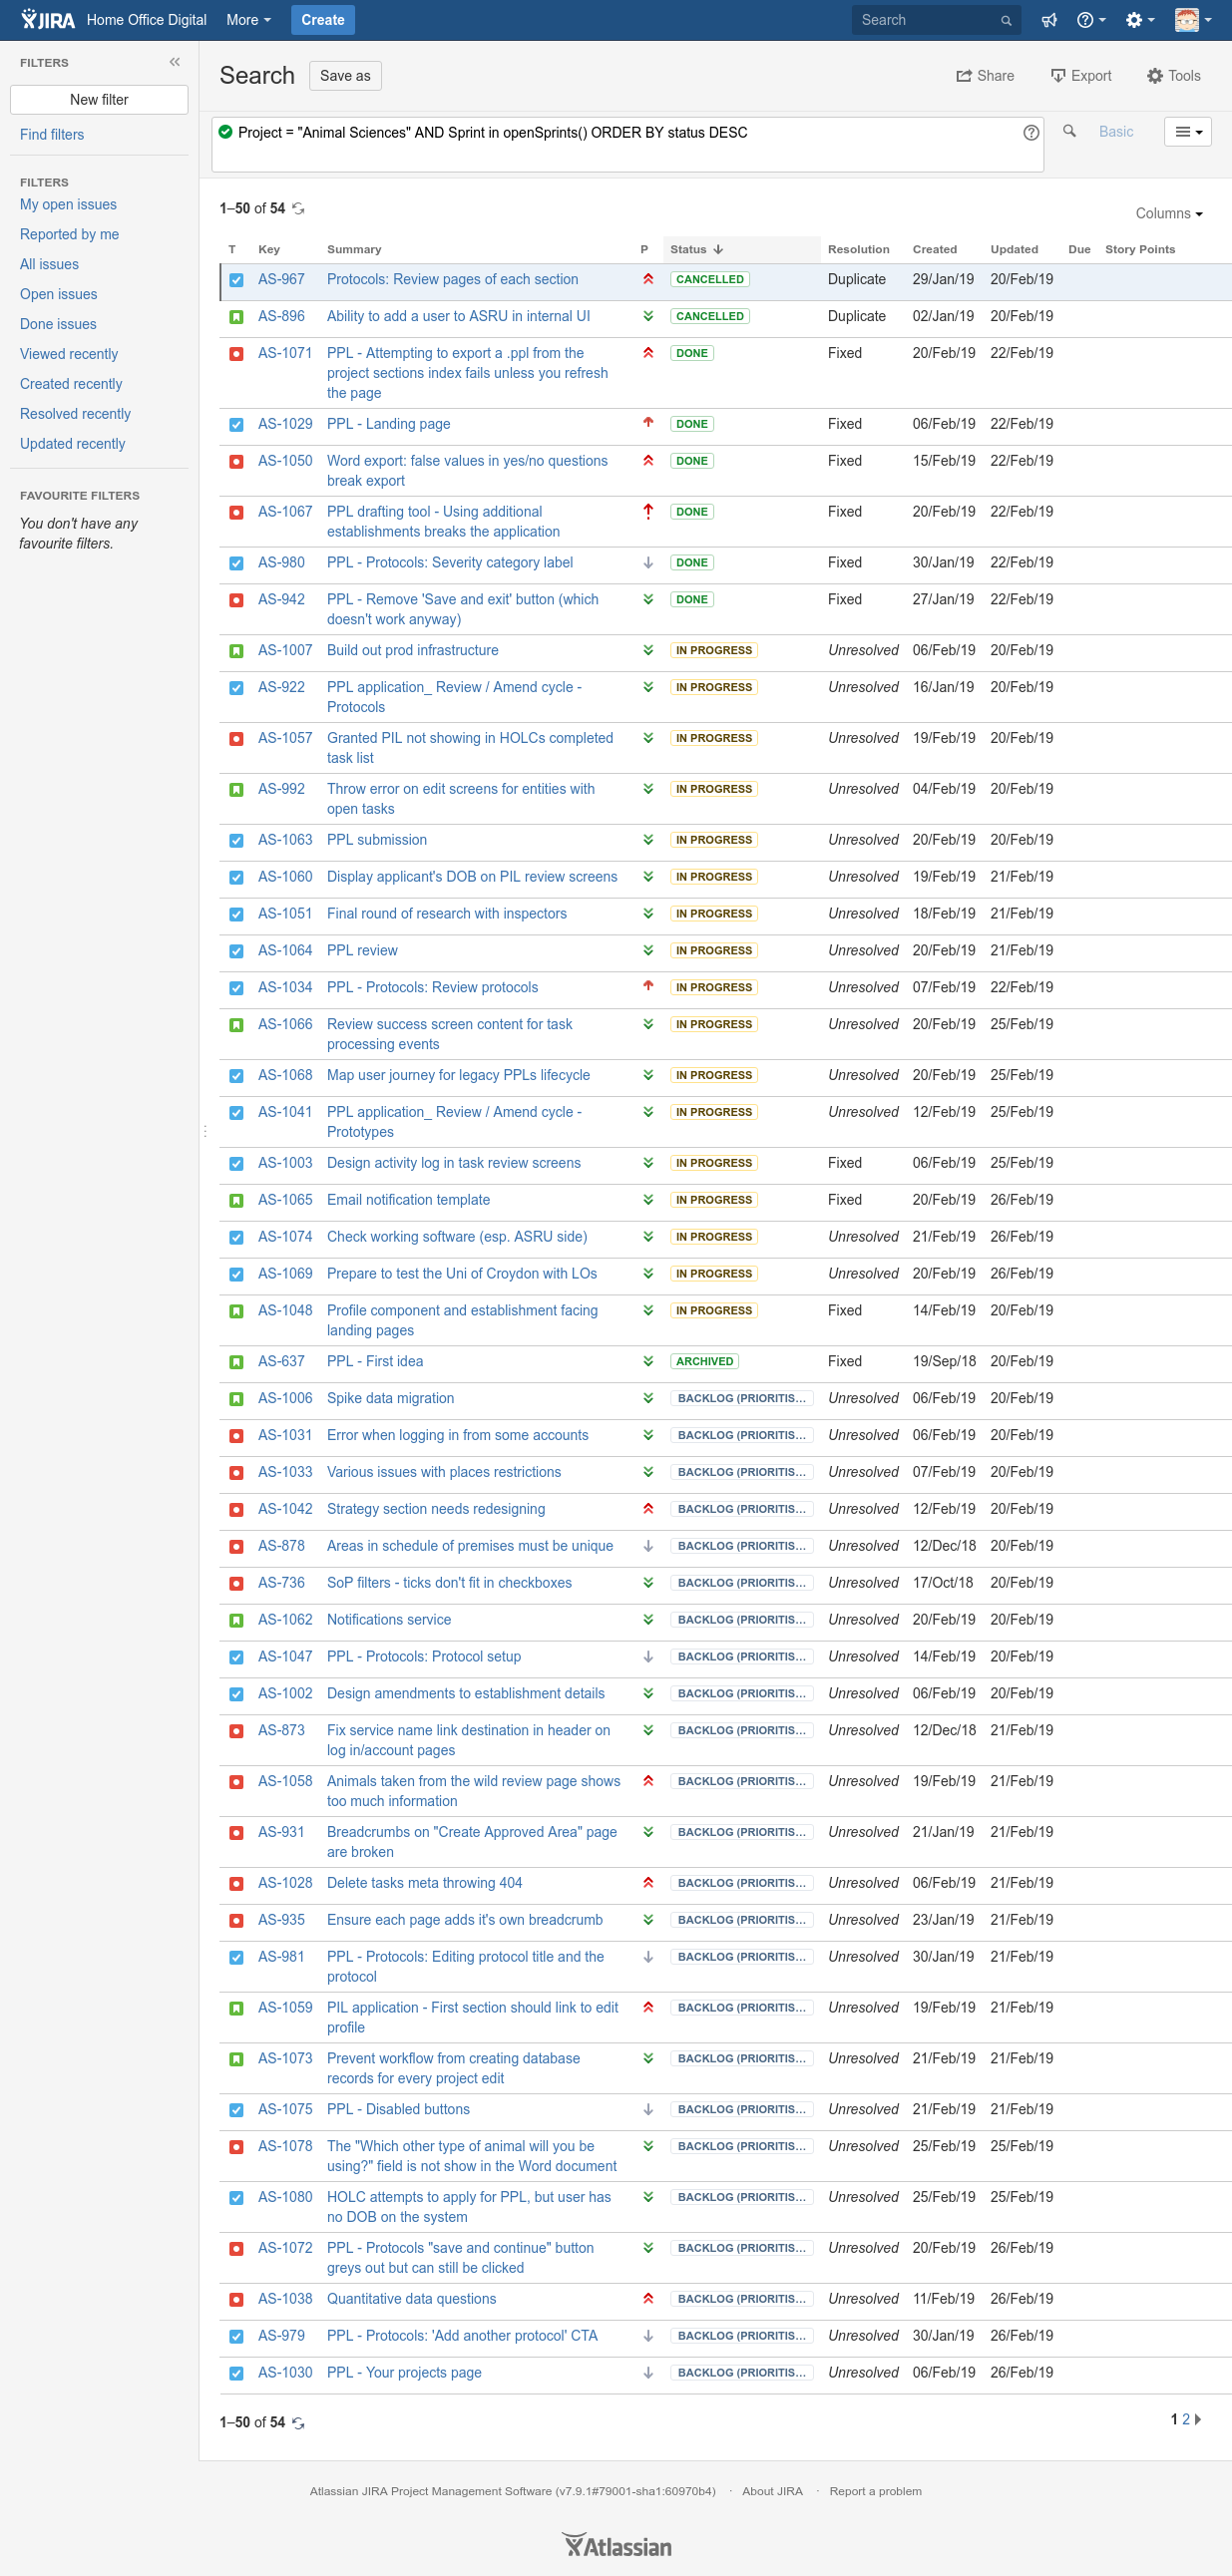 JIRA Home Office Digital More Create Search
FILTERS
New filter
Find filters
FILTERS
My open issues
Reported by me
All issues
Open issues
Done issues
Viewed recently
Created recently
Resolved recently
Updated recently
FAVOURITE FILTERS
You don't have any
favourite filters.
Search Save as Share Export Tools
Project = "Animal Sciences" AND Sprint in openSprints() ORDER BY status DESC Basic
1–50 of 54
Columns
T Key Summary P Status Resolution Created Updated Due Story Points
AS-967 Protocols: Review pages of each section CANCELLED Duplicate 29/Jan/19 20/Feb/19
AS-896 Ability to add a user to ASRU in internal UI CANCELLED Duplicate 02/Jan/19 20/Feb/19
AS-1071 PPL - Attempting to export a .ppl from the DONE Fixed 20/Feb/19 22/Feb/19
project sections index fails unless you refresh
the page
AS-1029 PPL - Landing page DONE Fixed 06/Feb/19 22/Feb/19
AS-1050 Word export: false values in yes/no questions DONE Fixed 15/Feb/19 22/Feb/19
break export
AS-1067 PPL drafting tool - Using additional DONE Fixed 20/Feb/19 22/Feb/19
establishments breaks the application
AS-980 PPL - Protocols: Severity category label DONE Fixed 30/Jan/19 22/Feb/19
AS-942 PPL - Remove 'Save and exit' button (which DONE Fixed 27/Jan/19 22/Feb/19
doesn't work anyway)
AS-1007 Build out prod infrastructure IN PROGRESS Unresolved 06/Feb/19 20/Feb/19
AS-922 PPL application_ Review / Amend cycle - IN PROGRESS Unresolved 16/Jan/19 20/Feb/19
Protocols
AS-1057 Granted PIL not showing in HOLCs completed IN PROGRESS Unresolved 19/Feb/19 20/Feb/19
task list
AS-992 Throw error on edit screens for entities with IN PROGRESS Unresolved 04/Feb/19 20/Feb/19
open tasks
AS-1063 PPL submission IN PROGRESS Unresolved 20/Feb/19 20/Feb/19
AS-1060 Display applicant's DOB on PIL review screens IN PROGRESS Unresolved 19/Feb/19 21/Feb/19
AS-1051 Final round of research with inspectors IN PROGRESS Unresolved 18/Feb/19 21/Feb/19
AS-1064 PPL review IN PROGRESS Unresolved 20/Feb/19 21/Feb/19
AS-1034 PPL - Protocols: Review protocols IN PROGRESS Unresolved 07/Feb/19 22/Feb/19
AS-1066 Review success screen content for task IN PROGRESS Unresolved 20/Feb/19 25/Feb/19
processing events
AS-1068 Map user journey for legacy PPLs lifecycle IN PROGRESS Unresolved 20/Feb/19 25/Feb/19
AS-1041 PPL application_ Review / Amend cycle - IN PROGRESS Unresolved 12/Feb/19 25/Feb/19
Prototypes
AS-1003 Design activity log in task review screens IN PROGRESS Fixed 06/Feb/19 25/Feb/19
AS-1065 Email notification template IN PROGRESS Fixed 20/Feb/19 26/Feb/19
AS-1074 Check working software (esp. ASRU side) IN PROGRESS Unresolved 21/Feb/19 26/Feb/19
AS-1069 Prepare to test the Uni of Croydon with LOs IN PROGRESS Unresolved 20/Feb/19 26/Feb/19
AS-1048 Profile component and establishment facing IN PROGRESS Fixed 14/Feb/19 20/Feb/19
landing pages
AS-637 PPL - First idea ARCHIVED Fixed 19/Sep/18 20/Feb/19
AS-1006 Spike data migration BACKLOG (PRIORITIS... Unresolved 06/Feb/19 20/Feb/19
AS-1031 Error when logging in from some accounts BACKLOG (PRIORITIS... Unresolved 06/Feb/19 20/Feb/19
AS-1033 Various issues with places restrictions BACKLOG (PRIORITIS... Unresolved 07/Feb/19 20/Feb/19
AS-1042 Strategy section needs redesigning BACKLOG (PRIORITIS... Unresolved 12/Feb/19 20/Feb/19
AS-878 Areas in schedule of premises must be unique BACKLOG (PRIORITIS... Unresolved 12/Dec/18 20/Feb/19
AS-736 SoP filters - ticks don't fit in checkboxes BACKLOG (PRIORITIS... Unresolved 17/Oct/18 20/Feb/19
AS-1062 Notifications service BACKLOG (PRIORITIS... Unresolved 20/Feb/19 20/Feb/19
AS-1047 PPL - Protocols: Protocol setup BACKLOG (PRIORITIS... Unresolved 14/Feb/19 20/Feb/19
AS-1002 Design amendments to establishment details BACKLOG (PRIORITIS... Unresolved 06/Feb/19 20/Feb/19
AS-873 Fix service name link destination in header on BACKLOG (PRIORITIS... Unresolved 12/Dec/18 21/Feb/19
log in/account pages
AS-1058 Animals taken from the wild review page shows BACKLOG (PRIORITIS... Unresolved 19/Feb/19 21/Feb/19
too much information
AS-931 Breadcrumbs on "Create Approved Area" page BACKLOG (PRIORITIS... Unresolved 21/Jan/19 21/Feb/19
are broken
AS-1028 Delete tasks meta throwing 404 BACKLOG (PRIORITIS... Unresolved 06/Feb/19 21/Feb/19
AS-935 Ensure each page adds it's own breadcrumb BACKLOG (PRIORITIS... Unresolved 23/Jan/19 21/Feb/19
AS-981 PPL - Protocols: Editing protocol title and the BACKLOG (PRIORITIS... Unresolved 30/Jan/19 21/Feb/19
protocol
AS-1059 PIL application - First section should link to edit BACKLOG (PRIORITIS... Unresolved 19/Feb/19 21/Feb/19
profile
AS-1073 Prevent workflow from creating database BACKLOG (PRIORITIS... Unresolved 21/Feb/19 21/Feb/19
records for every project edit
AS-1075 PPL - Disabled buttons BACKLOG (PRIORITIS... Unresolved 21/Feb/19 21/Feb/19
AS-1078 The "Which other type of animal will you be BACKLOG (PRIORITIS... Unresolved 25/Feb/19 25/Feb/19
using?" field is not show in the Word document
AS-1080 HOLC attempts to apply for PPL, but user has BACKLOG (PRIORITIS... Unresolved 25/Feb/19 25/Feb/19
no DOB on the system
AS-1072 PPL - Protocols "save and continue" button BACKLOG (PRIORITIS... Unresolved 20/Feb/19 26/Feb/19
greys out but can still be clicked
AS-1038 Quantitative data questions BACKLOG (PRIORITIS... Unresolved 11/Feb/19 26/Feb/19
AS-979 PPL - Protocols: 'Add another protocol' CTA BACKLOG (PRIORITIS... Unresolved 30/Jan/19 26/Feb/19
AS-1030 PPL - Your projects page BACKLOG (PRIORITIS... Unresolved 06/Feb/19 26/Feb/19
1–50 of 54 1 2
Atlassian JIRA Project Management Software (v7.9.1#79001-sha1:60970b4) · About JIRA · Report a problem
Atlassian